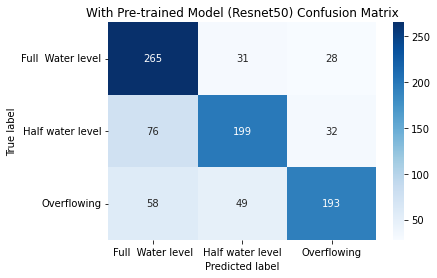 With Pre-trained Model (Resnet50) Confusion Matrix
True label
Full  Water level
265 31 28
Half water level
76 199 32
Overflowing
58 49 193
Full  Water level Half water level Overflowing
Predicted label
250
200
150
100
50